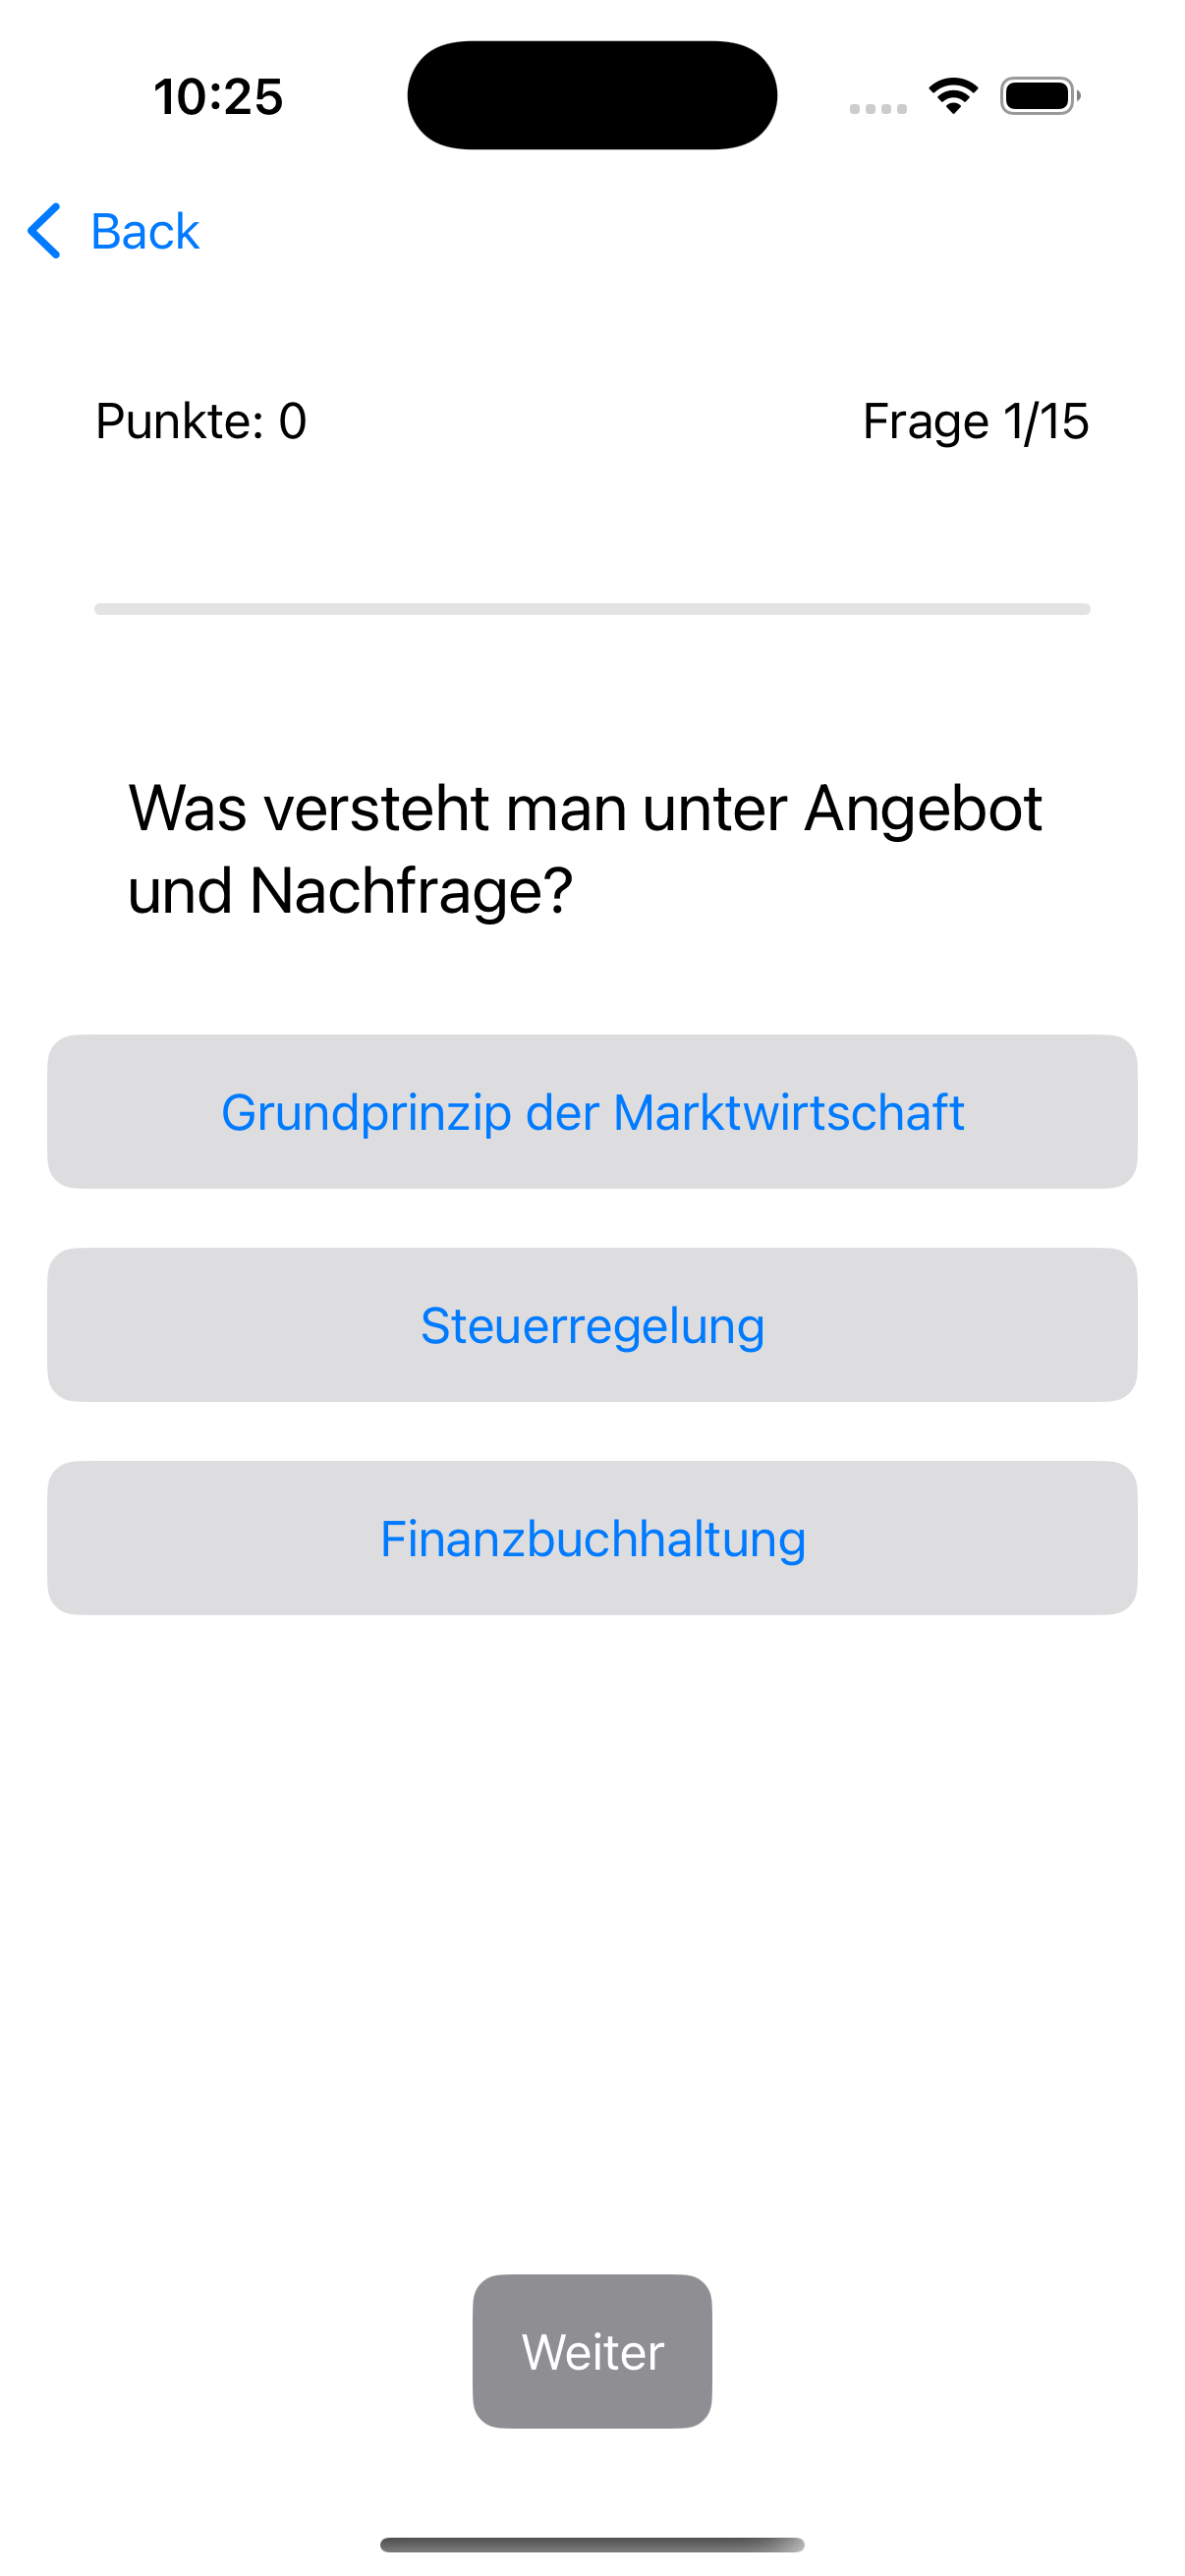 10:25
Back
Punkte: 0
Frage 1/15
Was versteht man unter Angebot
und Nachfrage?
Grundprinzip der Marktwirtschaft
Steuerregelung
Finanzbuchhaltung
Weiter